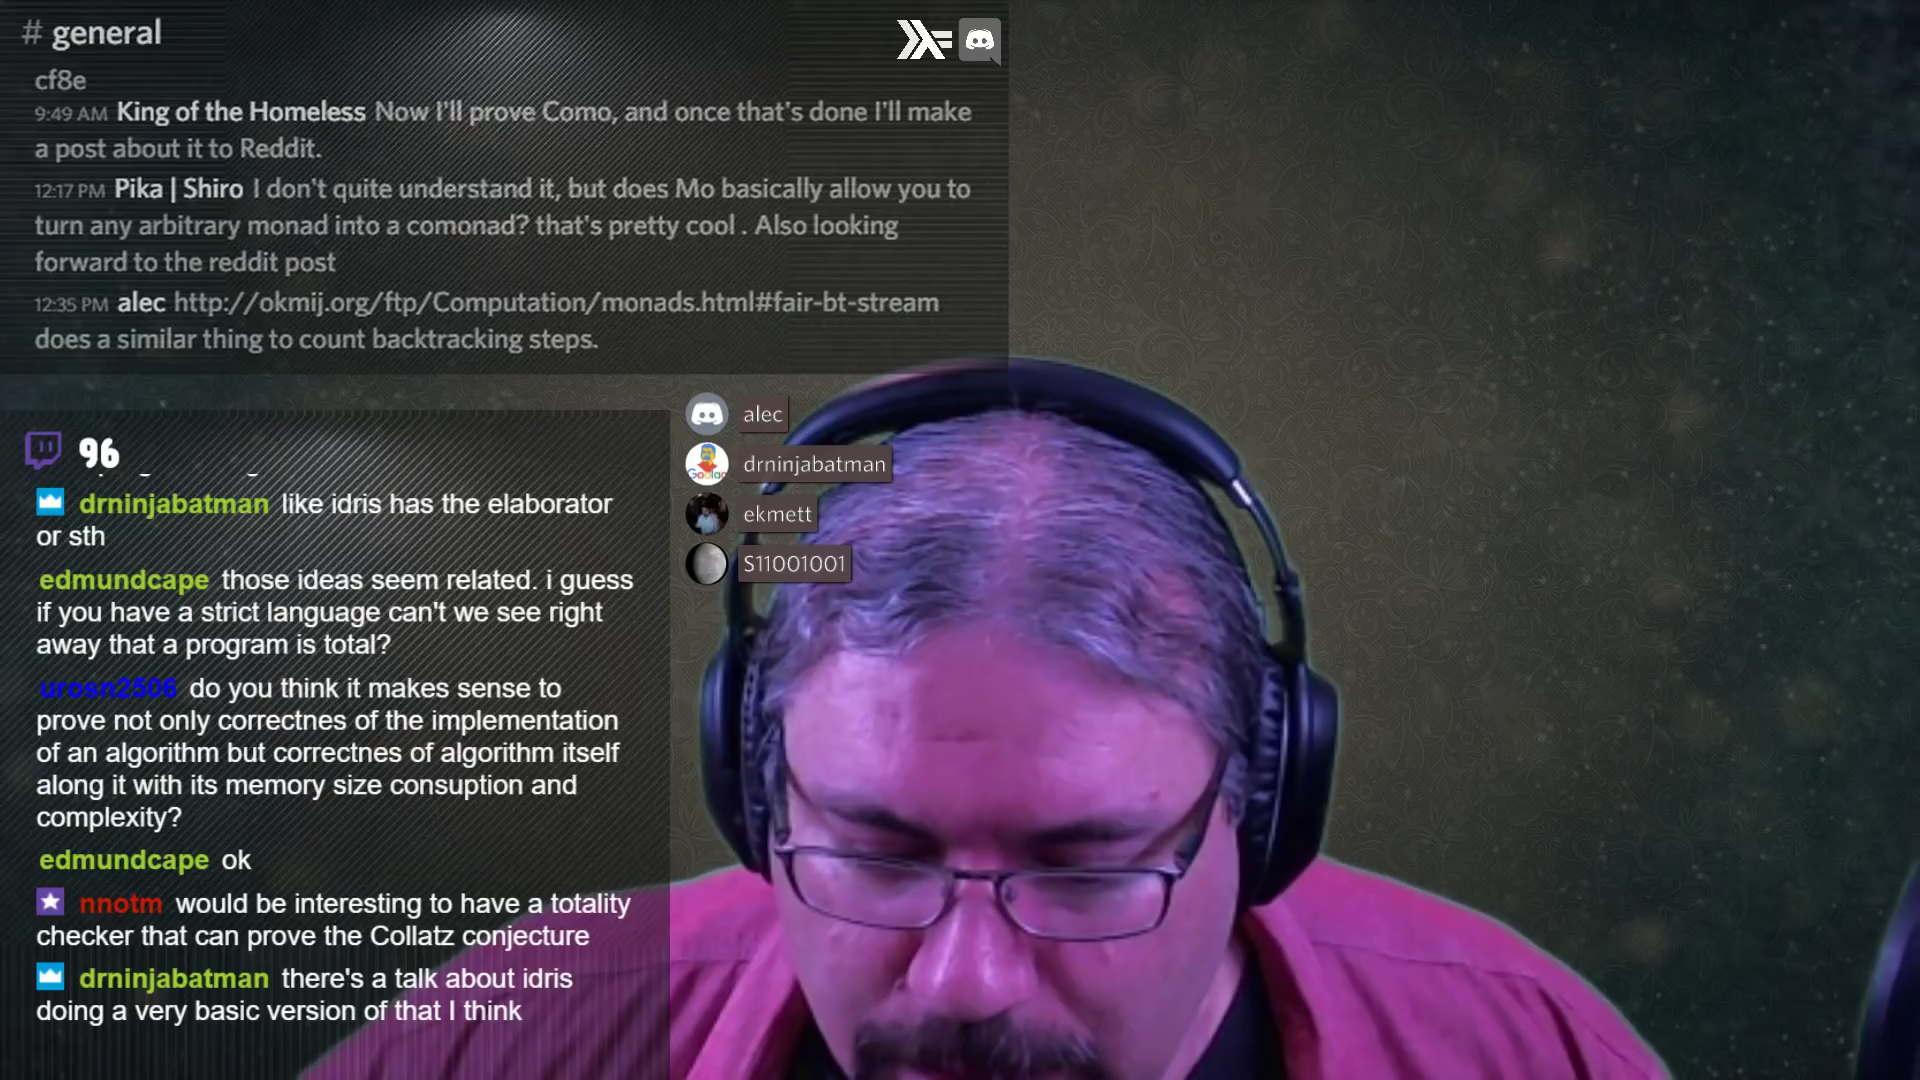 # general
cf8e
9:49 AM King of the Homeless Now I'll prove Como, and once that's done I'll make
a post about it to Reddit.
12:17 PM Pika | Shiro I don't quite understand it, but does Mo basically allow you to
turn any arbitrary monad into a comonad? that's pretty cool . Also looking
forward to the reddit post
12:35 PM alec http://okmij.org/ftp/Computation/monads.html#fair-bt-stream
does a similar thing to count backtracking steps.
alec
drninjabatman
ekmett
S11001001
96
drninjabatman like idris has the elaborator
or sth
edmundcape those ideas seem related. i guess
if you have a strict language can't we see right
away that a program is total?
urosn2506 do you think it makes sense to
prove not only correctnes of the implementation
of an algorithm but correctnes of algorithm itself
along it with its memory size consuption and
complexity?
edmundcape ok
nnotm would be interesting to have a totality
checker that can prove the Collatz conjecture
drninjabatman there's a talk about idris
doing a very basic version of that I think